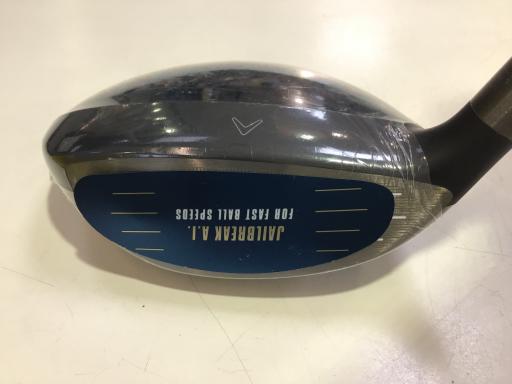 JAILBREAK A.I.
FOR FAST BALL SPEEDS